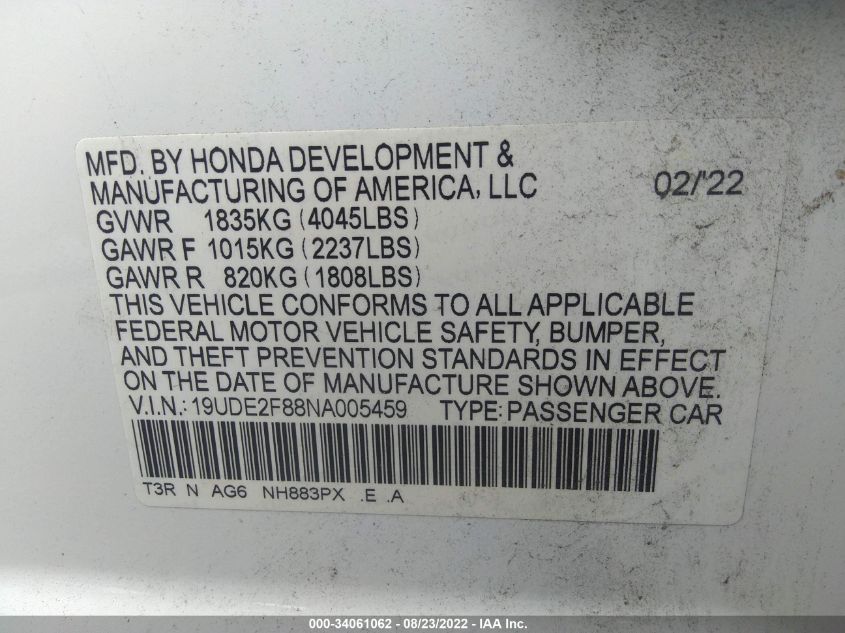 MFD. BY HONDA DEVELOPMENT &
MANUFACTURING OF AMERICA, LLC 02/'22
GVWR 1835KG (4045LBS)
GAWR F 1015KG (2237LBS)
GAWR R 820KG (1808LBS)
THIS VEHICLE CONFORMS TO ALL APPLICABLE
FEDERAL MOTOR VEHICLE SAFETY, BUMPER,
AND THEFT PREVENTION STANDARDS IN EFFECT
ON THE DATE OF MANUFACTURE SHOWN ABOVE.
V.I.N.: 19UDE2F88NA005459 TYPE: PASSENGER CAR
T3R N AG6 NH883PX .E .A
000-34061062 - 08/23/2022 - IAA Inc.